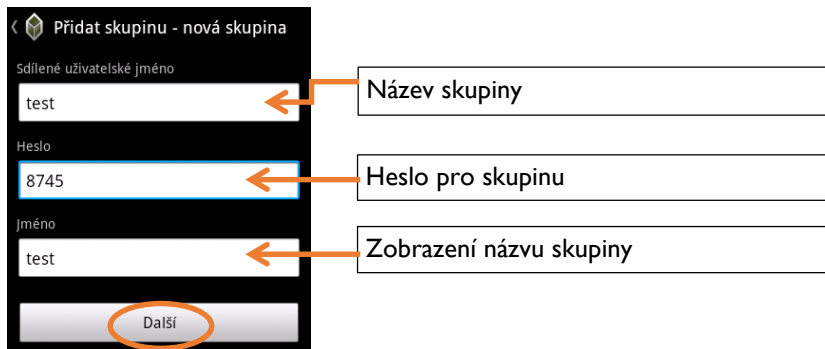 Přidat skupinu - nová skupina
Sdílené uživatelské jméno
test
Název skupiny
Heslo
8745
Heslo pro skupinu
Jméno
test
Zobrazení názvu skupiny
Další